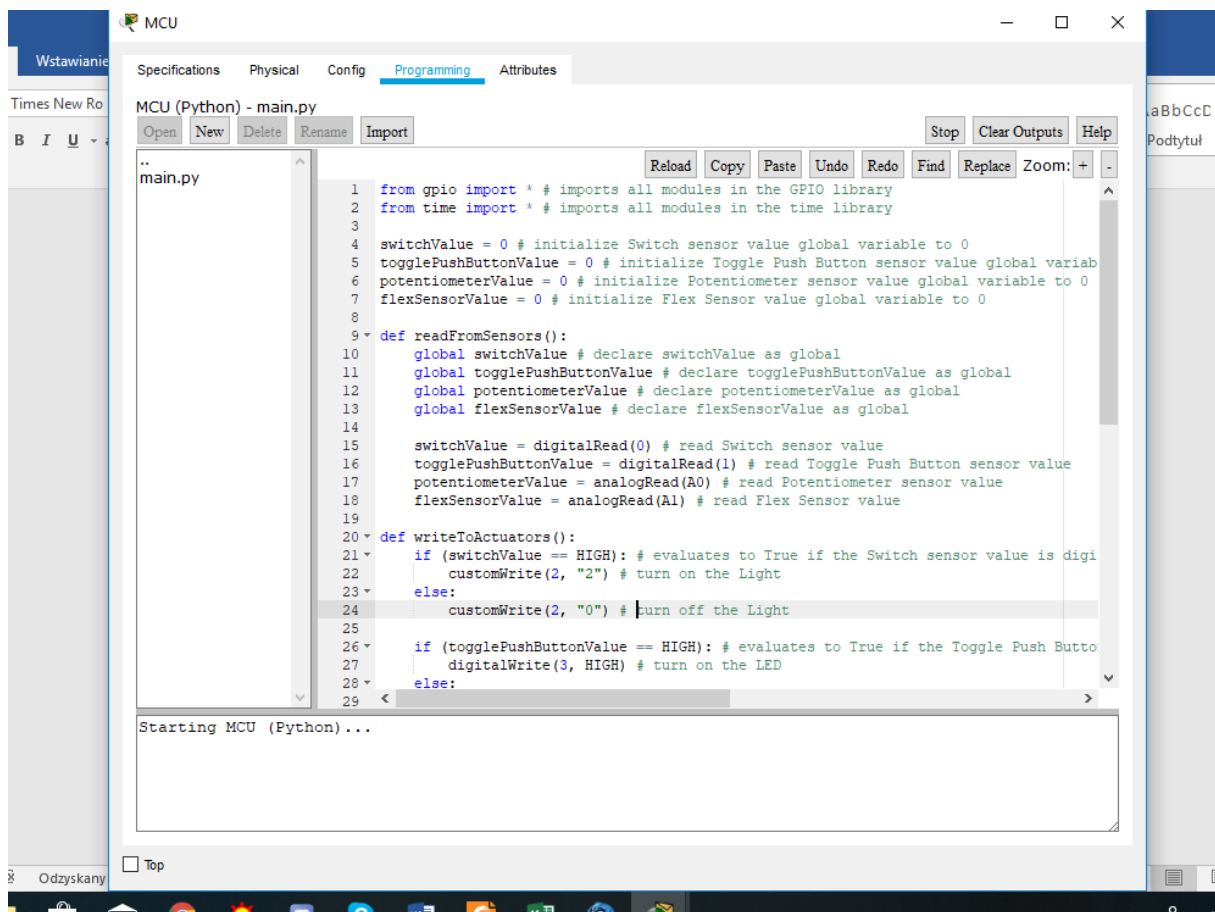 MCU
Wstawianie
Specifications Physical Config Programming Attributes
Times New Ro
MCU (Python) - main.py
Open New Delete Rename Import Stop Clear Outputs Help
B I U
Podtytuł
Reload Copy Paste Undo Redo Find Replace Zoom: + -
..
main.py
1 from gpio import * # imports all modules in the GPIO library
2 from time import * # imports all modules in the time library
3
4 switchValue = 0 # initialize Switch sensor value global variable to 0
5 togglePushButtonValue = 0 # initialize Toggle Push Button sensor value global variab
6 potentiometerValue = 0 # initialize Potentiometer sensor value global variable to 0
7 flexSensorValue = 0 # initialize Flex Sensor value global variable to 0
8
9 def readFromSensors():
10 global switchValue # declare switchValue as global
11 global togglePushButtonValue # declare togglePushButtonValue as global
12 global potentiometerValue # declare potentiometerValue as global
13 global flexSensorValue # declare flexSensorValue as global
14
15 switchValue = digitalRead(0) # read Switch sensor value
16 togglePushButtonValue = digitalRead(1) # read Toggle Push Button sensor value
17 potentiometerValue = analogRead(A0) # read Potentiometer sensor value
18 flexSensorValue = analogRead(A1) # read Flex Sensor value
19
20 def writeToActuators():
21 if (switchValue == HIGH): # evaluates to True if the Switch sensor value is digi
22 customWrite(2, "2") # turn on the Light
23 else:
24 customWrite(2, "0") # turn off the Light
25
26 if (togglePushButtonValue == HIGH): # evaluates to True if the Toggle Push Butto
27 digitalWrite(3, HIGH) # turn on the LED
28 else:
29
Starting MCU (Python)...
Top
Odzyskany